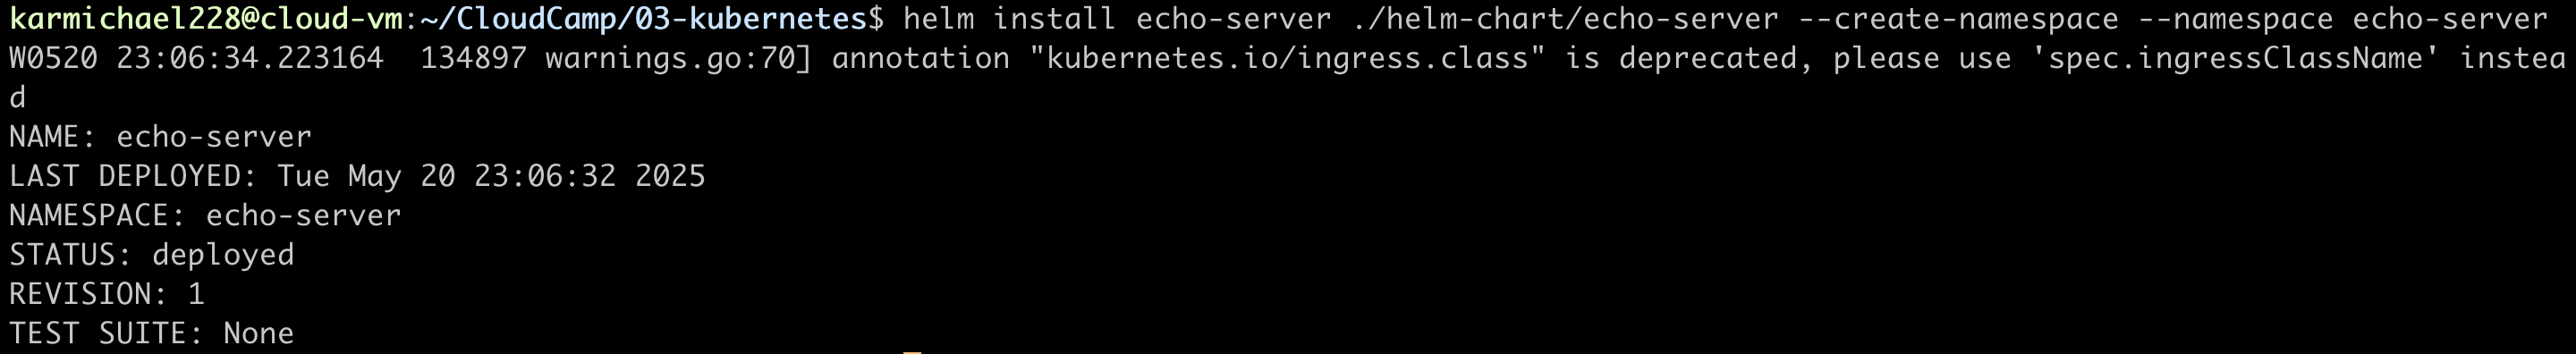 karmichael228@cloud-vm:~/CloudCamp/03-kubernetes$ helm install echo-server ./helm-chart/echo-server --create-namespace --namespace echo-server
W0520 23:06:34.223164  134897 warnings.go:70] annotation "kubernetes.io/ingress.class" is deprecated, please use 'spec.ingressClassName' instea
d
NAME: echo-server
LAST DEPLOYED: Tue May 20 23:06:32 2025
NAMESPACE: echo-server
STATUS: deployed
REVISION: 1
TEST SUITE: None